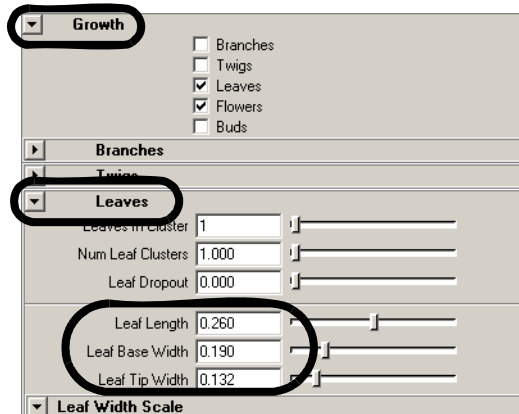 Growth
Branches
Twigs
Leaves
Flowers
Buds
Branches
Twigs
Leaves
Leaves In Cluster 1
Num Leaf Clusters 1.000
Leaf Dropout 0.000
Leaf Length 0.260
Leaf Base Width 0.190
Leaf Tip Width 0.132
Leaf Width Scale